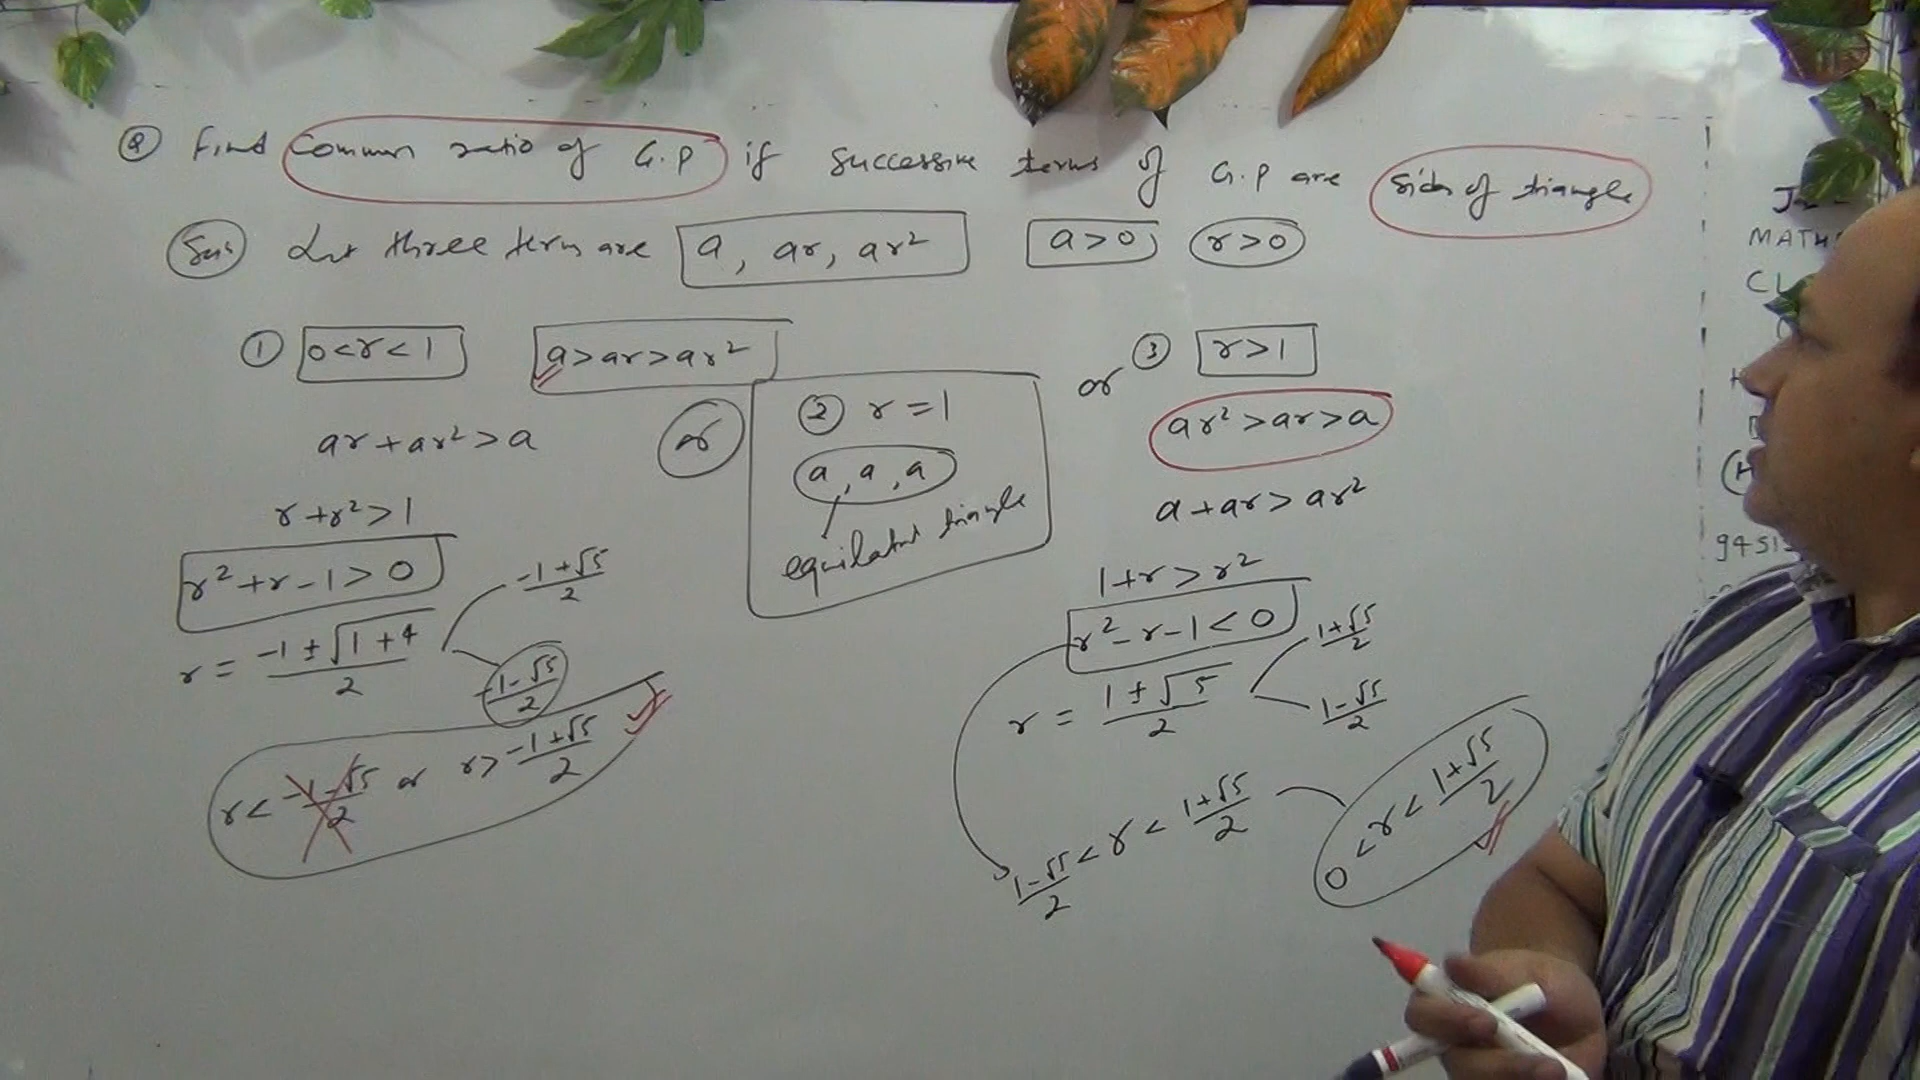 Q Find Common ratio of G.P if successive terms of G.P are sides of triangle
Let three term are a, ar, ar² a>0 r>0
① 0<r<1 a>ar>ar²
ar+ar²>a
r+r²>1
r²+r-1>0
r = (-1±√(1+4))/2
(-1+√5)/2
(-1-√5)/2
r< (-1-√5)/2 or r> (-1+√5)/2
or
② r=1
a, a, a
equilateral triangle
or ③ r>1
ar²>ar>a
a+ar>ar²
1+r>r²
r²-r-1<0
r = (1±√5)/2
(1+√5)/2
(1-√5)/2
(1-√5)/2 < r < (1+√5)/2
0 < r < (1+√5)/2
MATH
CL
9451